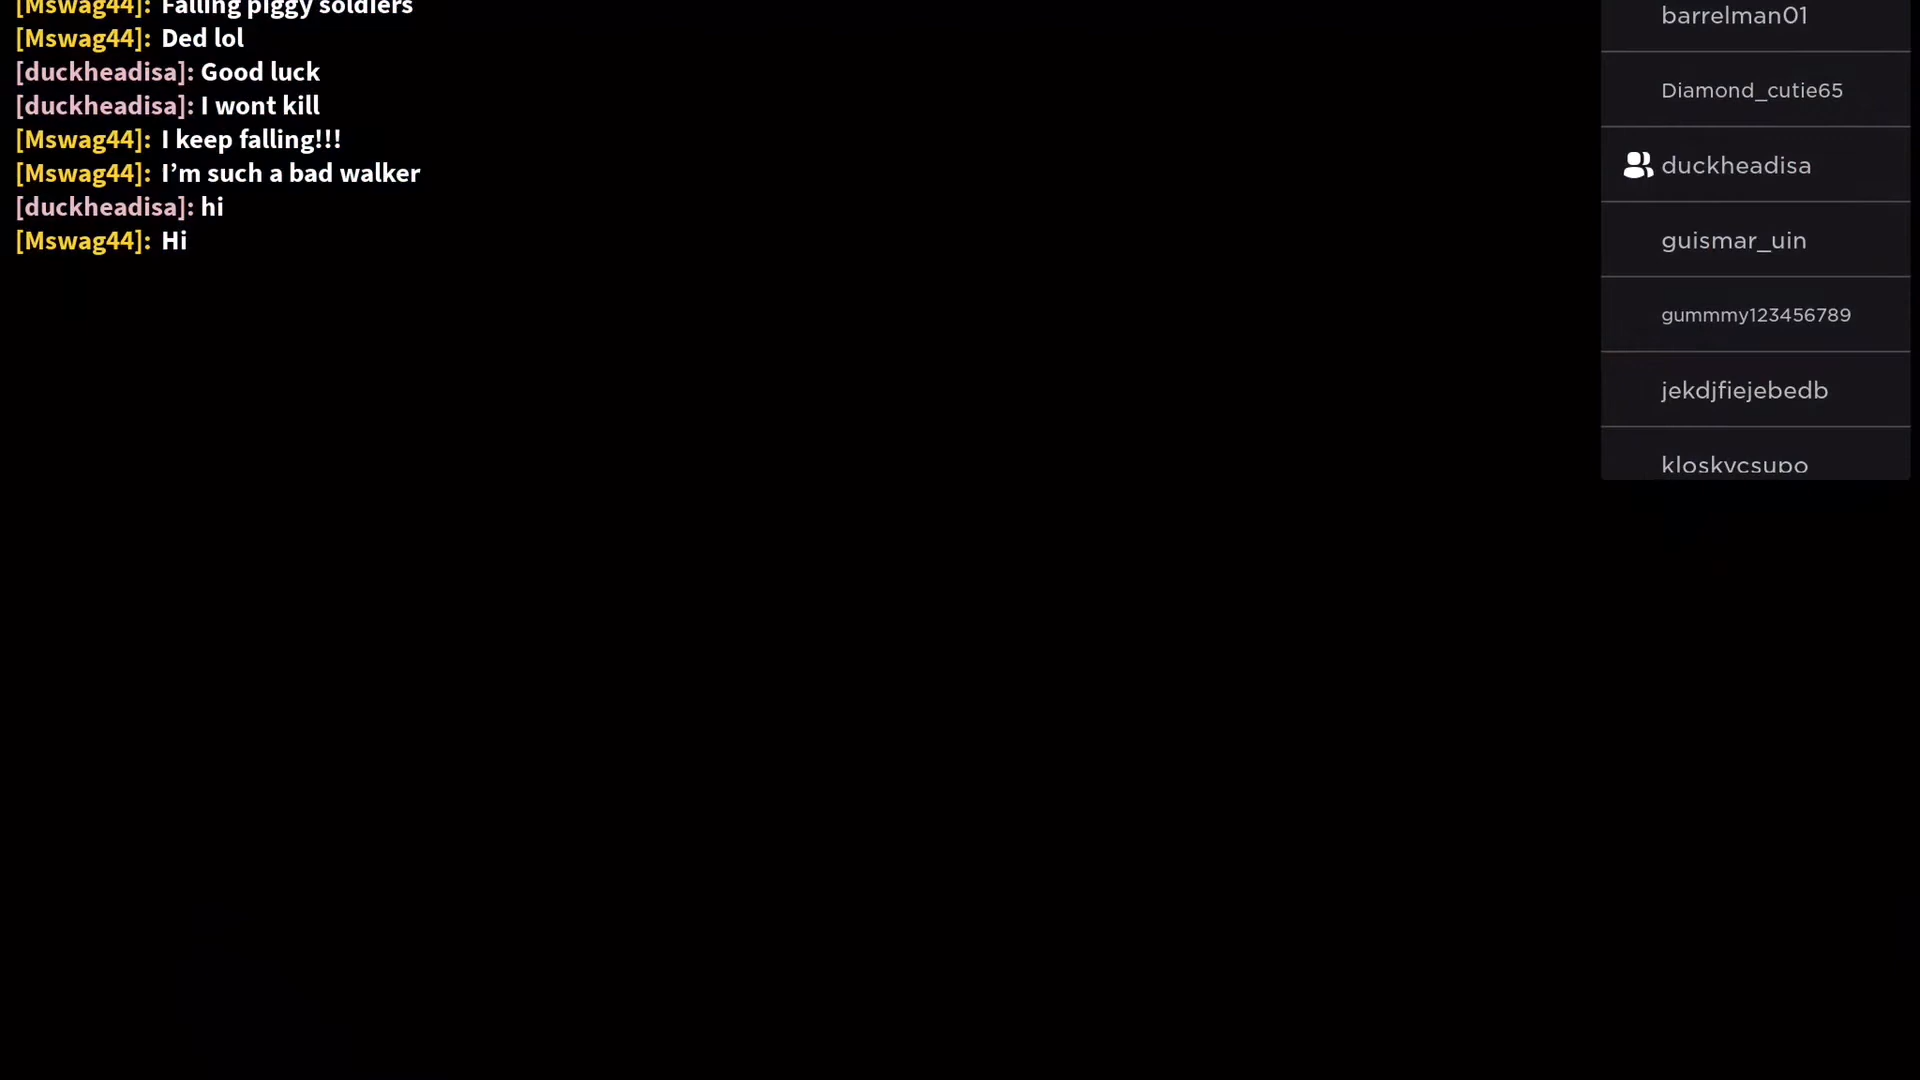 [Mswag44]: Falling piggy soldiers
[Mswag44]: Ded lol
[duckheadisa]: Good luck
[duckheadisa]: I wont kill
[Mswag44]: I keep falling!!!
[Mswag44]: I’m such a bad walker
[duckheadisa]: hi
[Mswag44]: Hi
barrelman01
Diamond_cutie65
duckheadisa
guismar_uin
gummmy123456789
jekdjfiejebedb
kloskycsupo